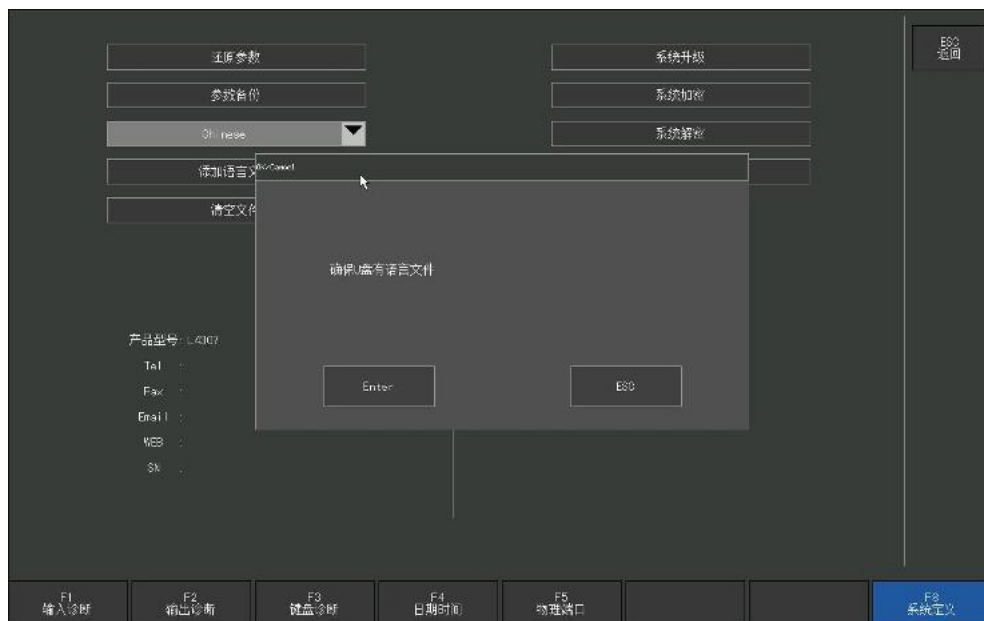 还原参数
系统升级
ESC
返回
参数备份
系统加密
Chinese
系统解密
添加语言文
OK/Cancel
清空文件
确保U盘有语言文件
产品型号:
Tel :
Fax :
Email :
WEB :
SN :
Enter
ESC
F1
输入诊断
F2
输出诊断
F3
键盘诊断
F4
日期时间
F5
物理端口
F8
系统定义